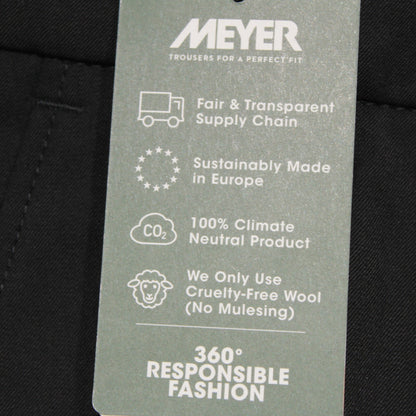 MEYER
TROUSERS FOR A PERFECT FIT
Fair & Transparent
Supply Chain
Sustainably Made
in Europe
CO₂
100% Climate
Neutral Product
We Only Use
Cruelty-Free Wool
(No Mulesing)
360°
RESPONSIBLE
FASHION